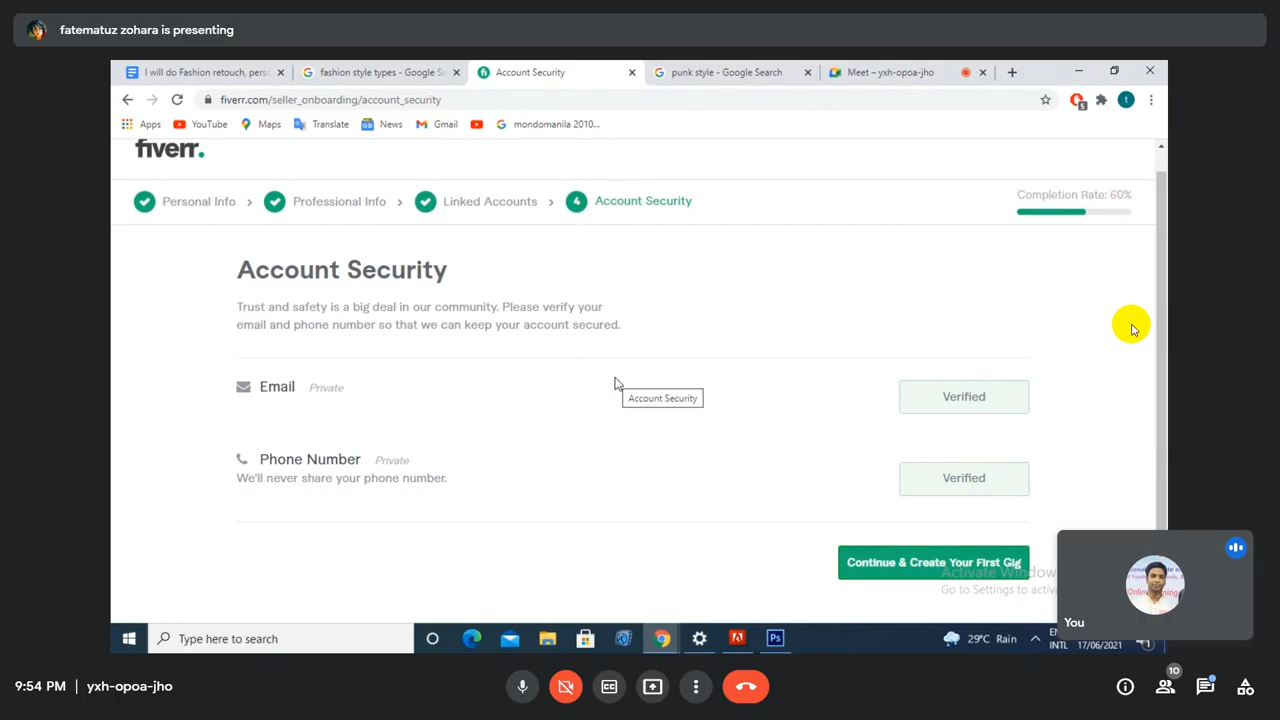 fatematuz zohara is presenting
I will do Fashion retouch, pers
fashion style types - Google Se
Account Security
punk style - Google Search
Meet – yxh-opoa-jho
fiverr.com/seller_onboarding/account_security
5
t
Apps
YouTube
Maps
Translate
News
Gmail
mondomanila 2010...
fiverr.
Personal Info
Professional Info
Linked Accounts
4
Account Security
Completion Rate: 60%
Account Security
Trust and safety is a big deal in our community. Please verify your
email and phone number so that we can keep your account secured.
Email Private
Verified
Account Security
Phone Number Private
We'll never share your phone number.
Verified
Continue & Create Your First Gig
Activate Window
Go to Settings to activa
You
Type here to search
Ps
29°C Rain
INTL
17/06/2021
9:54 PM
yxh-opoa-jho
10